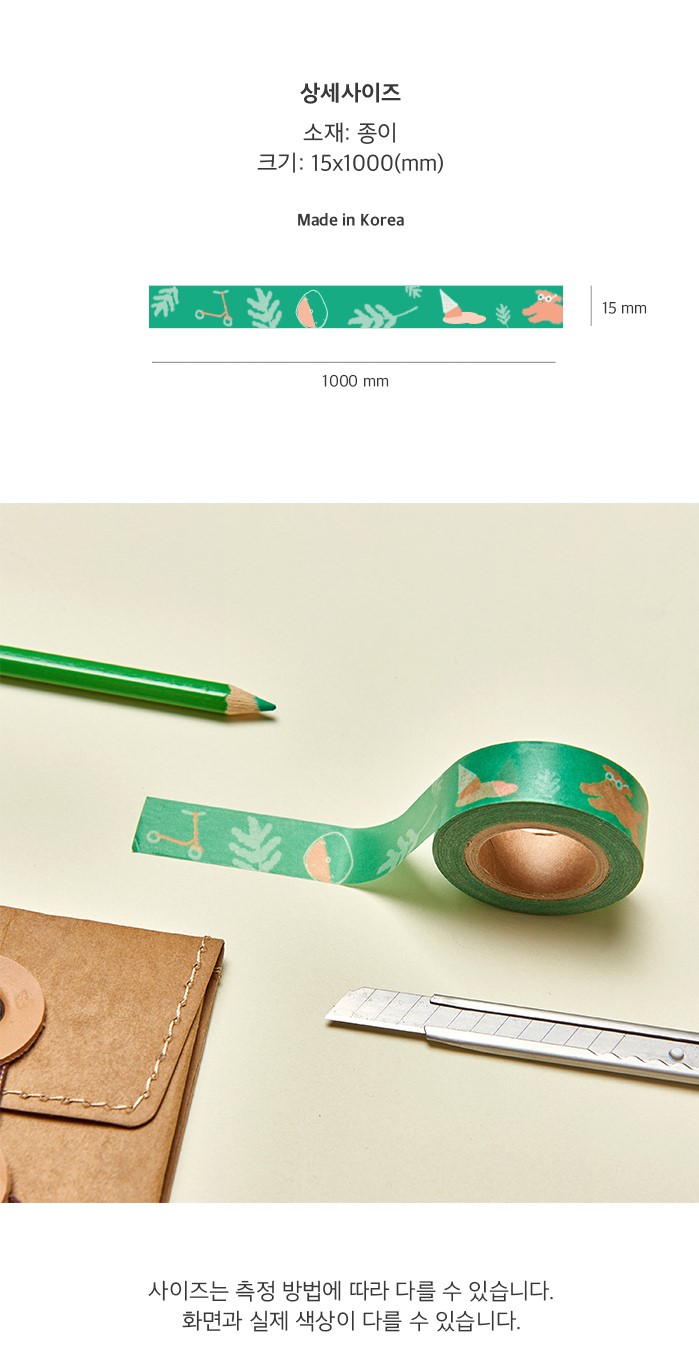 상세사이즈
소재: 종이
크기: 15x1000(mm)
Made in Korea
15 mm
1000 mm
사이즈는 측정 방법에 따라 다를 수 있습니다.
화면과 실제 색상이 다를 수 있습니다.